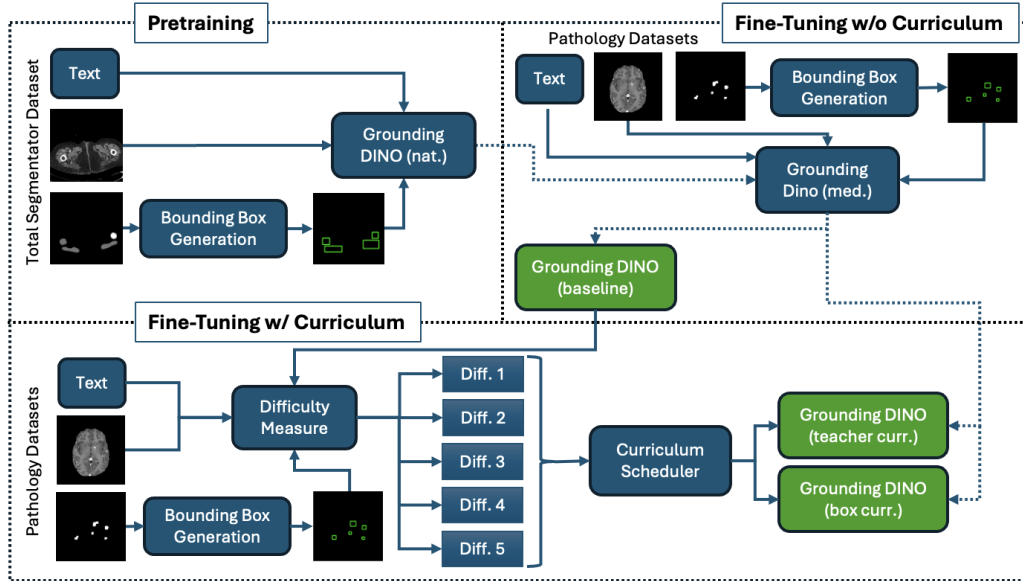 Pretraining
Total Segmentator Dataset
Text
Grounding
DINO (nat.)
Bounding Box
Generation
Fine-Tuning w/o Curriculum
Pathology Datasets
Text
Bounding Box
Generation
Grounding
Dino (med.)
Grounding DINO
(baseline)
Fine-Tuning w/ Curriculum
Pathology Datasets
Text
Bounding Box
Generation
Difficulty
Measure
Diff. 1
Diff. 2
Diff. 3
Diff. 4
Diff. 5
Curriculum
Scheduler
Grounding DINO
(teacher curr.)
Grounding DINO
(box curr.)